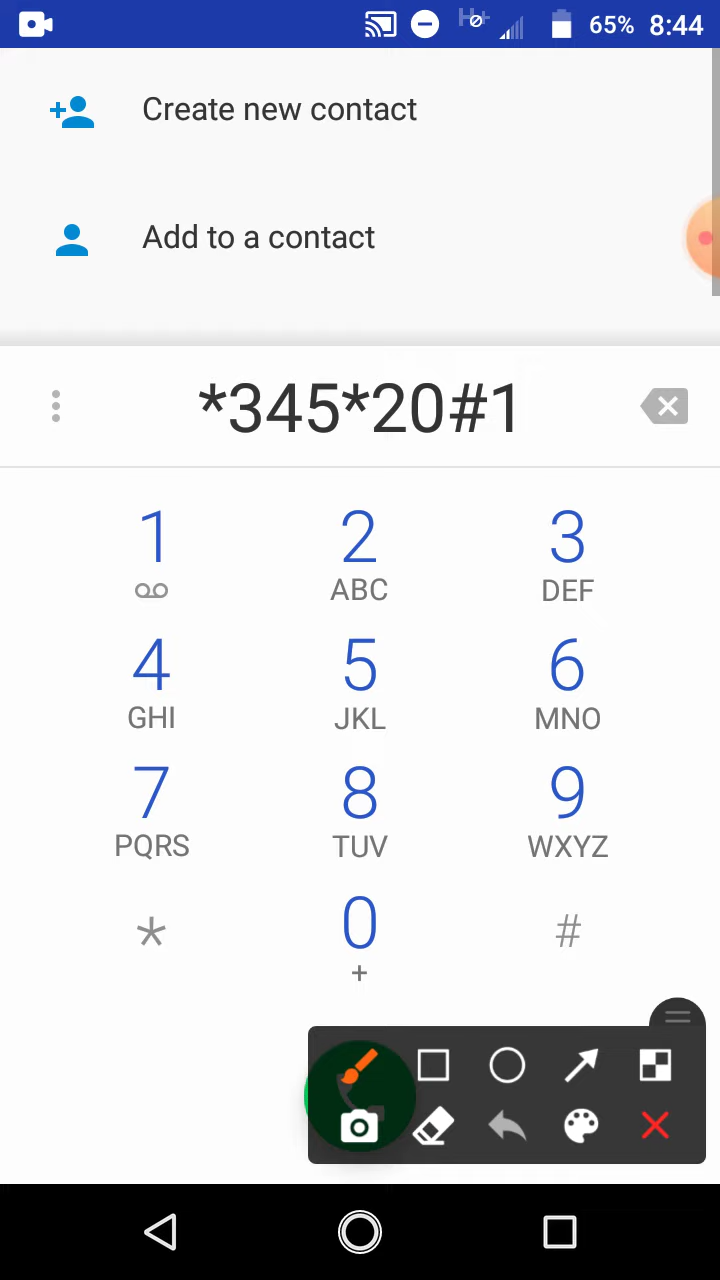 H+ 65% 8:44
Create new contact
Add to a contact
*345*20#1
1 2 3
ABC DEF
4 5 6
GHI JKL MNO
7 8 9
PQRS TUV WXYZ
* 0 #
+